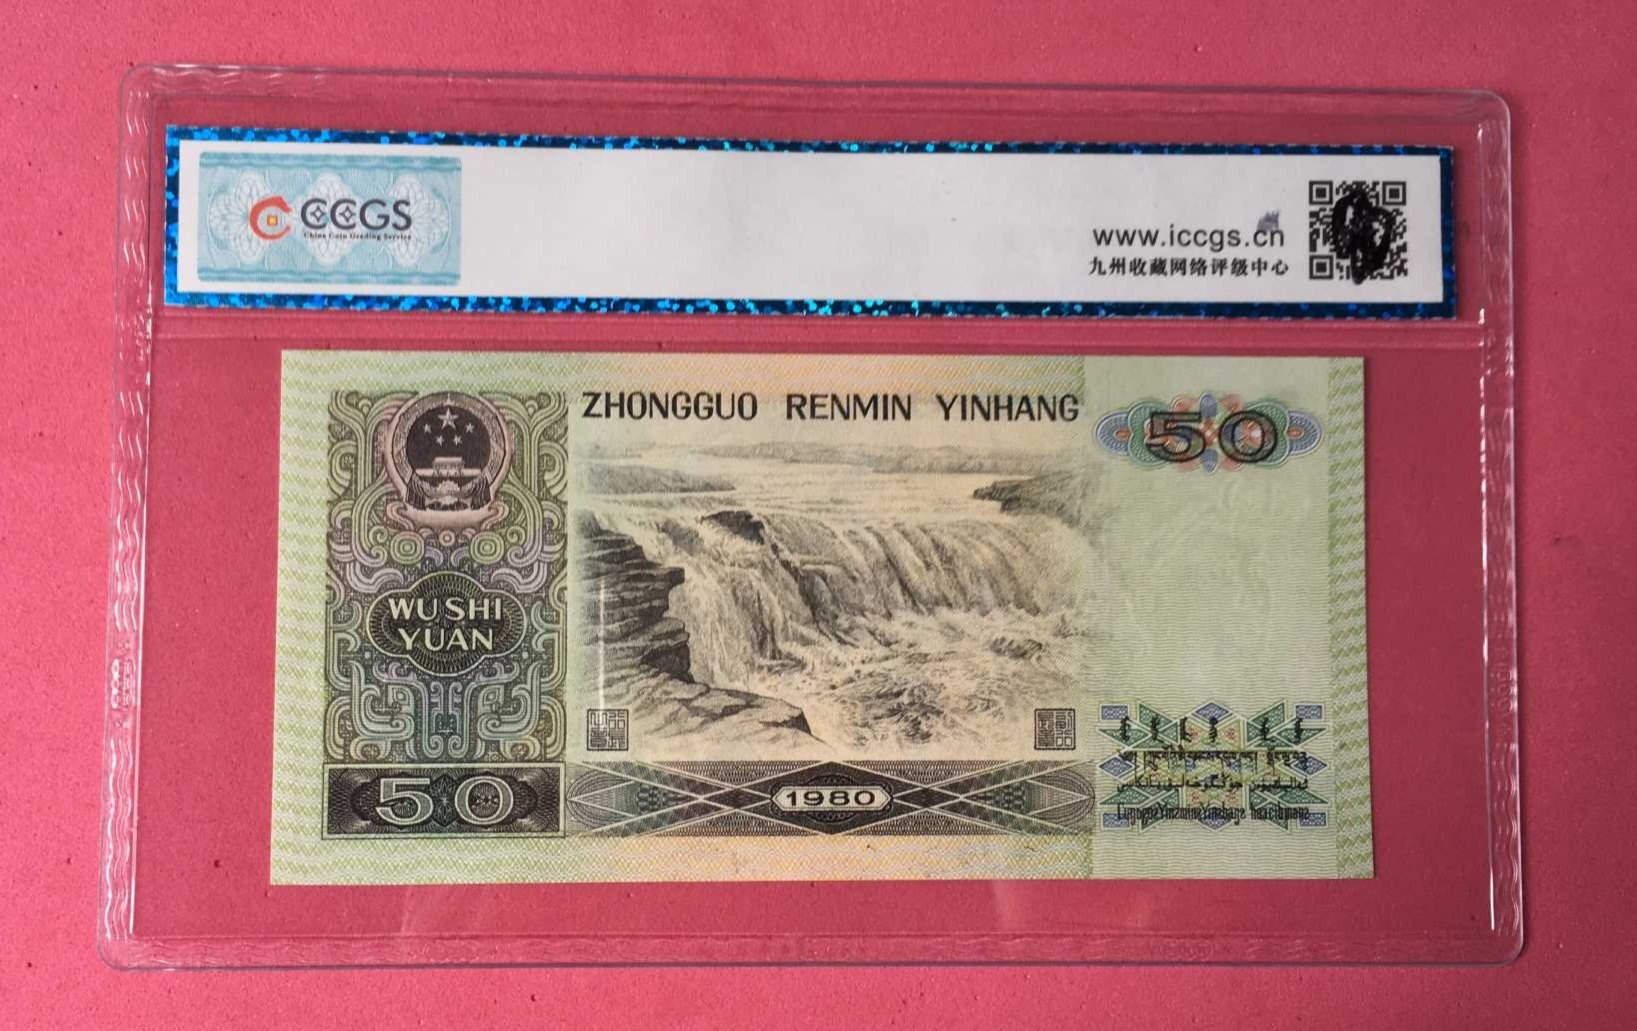 CCGS
China Coin Grading Service
www.iccgs.cn
九州收藏网络评级中心
ZHONGGUO RENMIN YINHANG
50
WU SHI
YUAN
50
1980